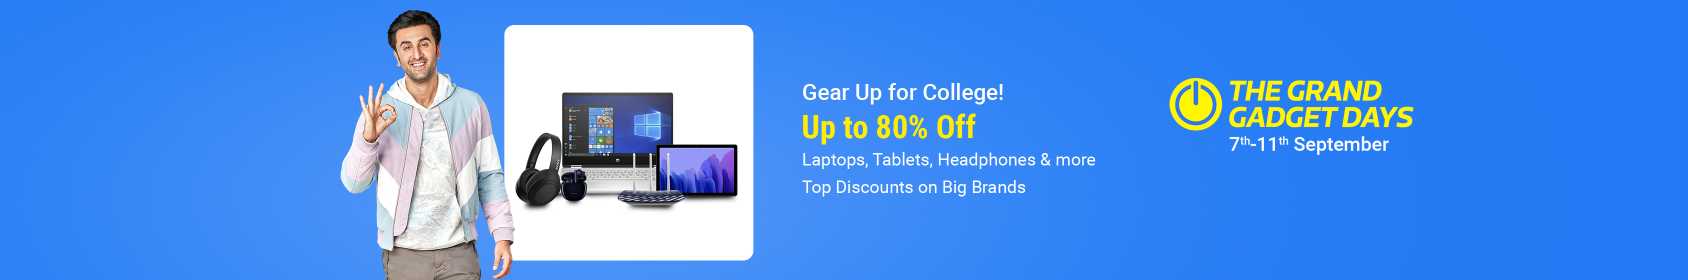 Gear Up for College!
Up to 80% Off
Laptops, Tablets, Headphones & more
Top Discounts on Big Brands
THE GRAND
GADGET DAYS
7th-11th September